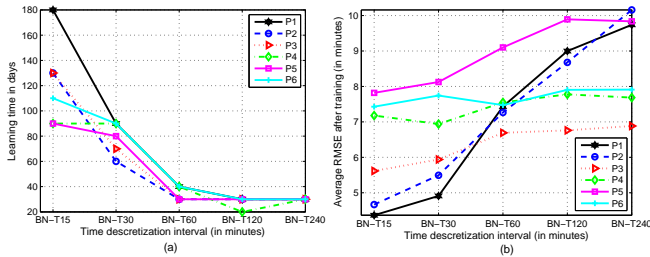 180
160
140
120
100
80
60
40
20
Learning time in days
BN−T15 BN−T30 BN−T60 BN−T120 BN−T240
Time descretization interval (in minutes)
(a)
P1
P2
P3
P4
P5
P6
10
9
8
7
6
5
Average RMSE after training (in minutes)
BN−T15 BN−T30 BN−T60 BN−T120 BN−T240
Time descretization interval (in minutes)
(b)
P1
P2
P3
P4
P5
P6